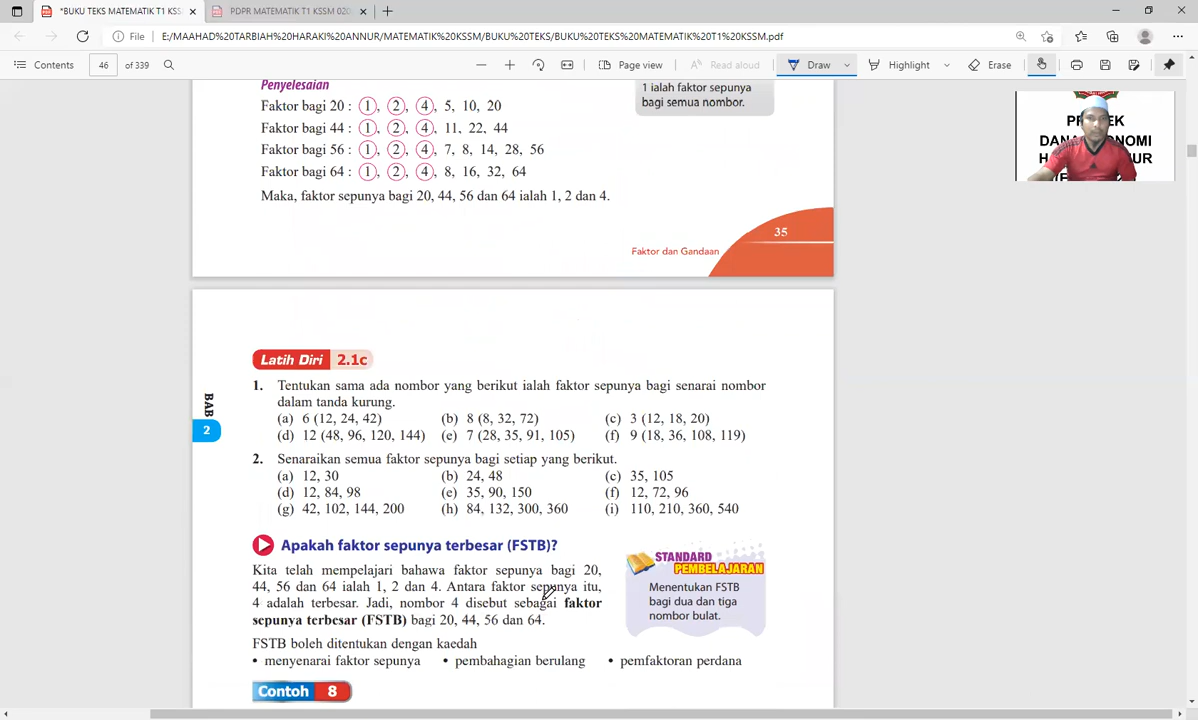 *BUKU TEKS MATEMATIK T1 KSS
PDPR MATEMATIK T1 KSSM 020
File
E:/MAAHAD%20TARBIAH%20HARAKI%20ANNUR/MATEMATIK%20KSSM/BUKU%20TEKS/BUKU%20TEKS%20MATEMATIK%20T1%20KSSM.pdf
Contents
46 of 339
Page view
Read aloud
Draw
Highlight
Erase
Penyelesaian
Faktor bagi 20 : 1, 2, 4, 5, 10, 20
Faktor bagi 44 : 1, 2, 4, 11, 22, 44
Faktor bagi 56 : 1, 2, 4, 7, 8, 14, 28, 56
Faktor bagi 64 : 1, 2, 4, 8, 16, 32, 64
Maka, faktor sepunya bagi 20, 44, 56 dan 64 ialah 1, 2 dan 4.
1 ialah faktor sepunya
bagi semua nombor.
35
Faktor dan Gandaan
BAB
2
Latih Diri 2.1c
1. Tentukan sama ada nombor yang berikut ialah faktor sepunya bagi senarai nombor
dalam tanda kurung.
(a) 6 (12, 24, 42) (b) 8 (8, 32, 72) (c) 3 (12, 18, 20)
(d) 12 (48, 96, 120, 144) (e) 7 (28, 35, 91, 105) (f) 9 (18, 36, 108, 119)
2. Senaraikan semua faktor sepunya bagi setiap yang berikut.
(a) 12, 30 (b) 24, 48 (c) 35, 105
(d) 12, 84, 98 (e) 35, 90, 150 (f) 12, 72, 96
(g) 42, 102, 144, 200 (h) 84, 132, 300, 360 (i) 110, 210, 360, 540
Apakah faktor sepunya terbesar (FSTB)?
Kita telah mempelajari bahawa faktor sepunya bagi 20,
44, 56 dan 64 ialah 1, 2 dan 4. Antara faktor sepunya itu,
4 adalah terbesar. Jadi, nombor 4 disebut sebagai faktor
sepunya terbesar (FSTB) bagi 20, 44, 56 dan 64.
STANDARD
PEMBELAJARAN
Menentukan FSTB
bagi dua dan tiga
nombor bulat.
FSTB boleh ditentukan dengan kaedah
• menyenarai faktor sepunya • pembahagian berulang • pemfaktoran perdana
Contoh 8